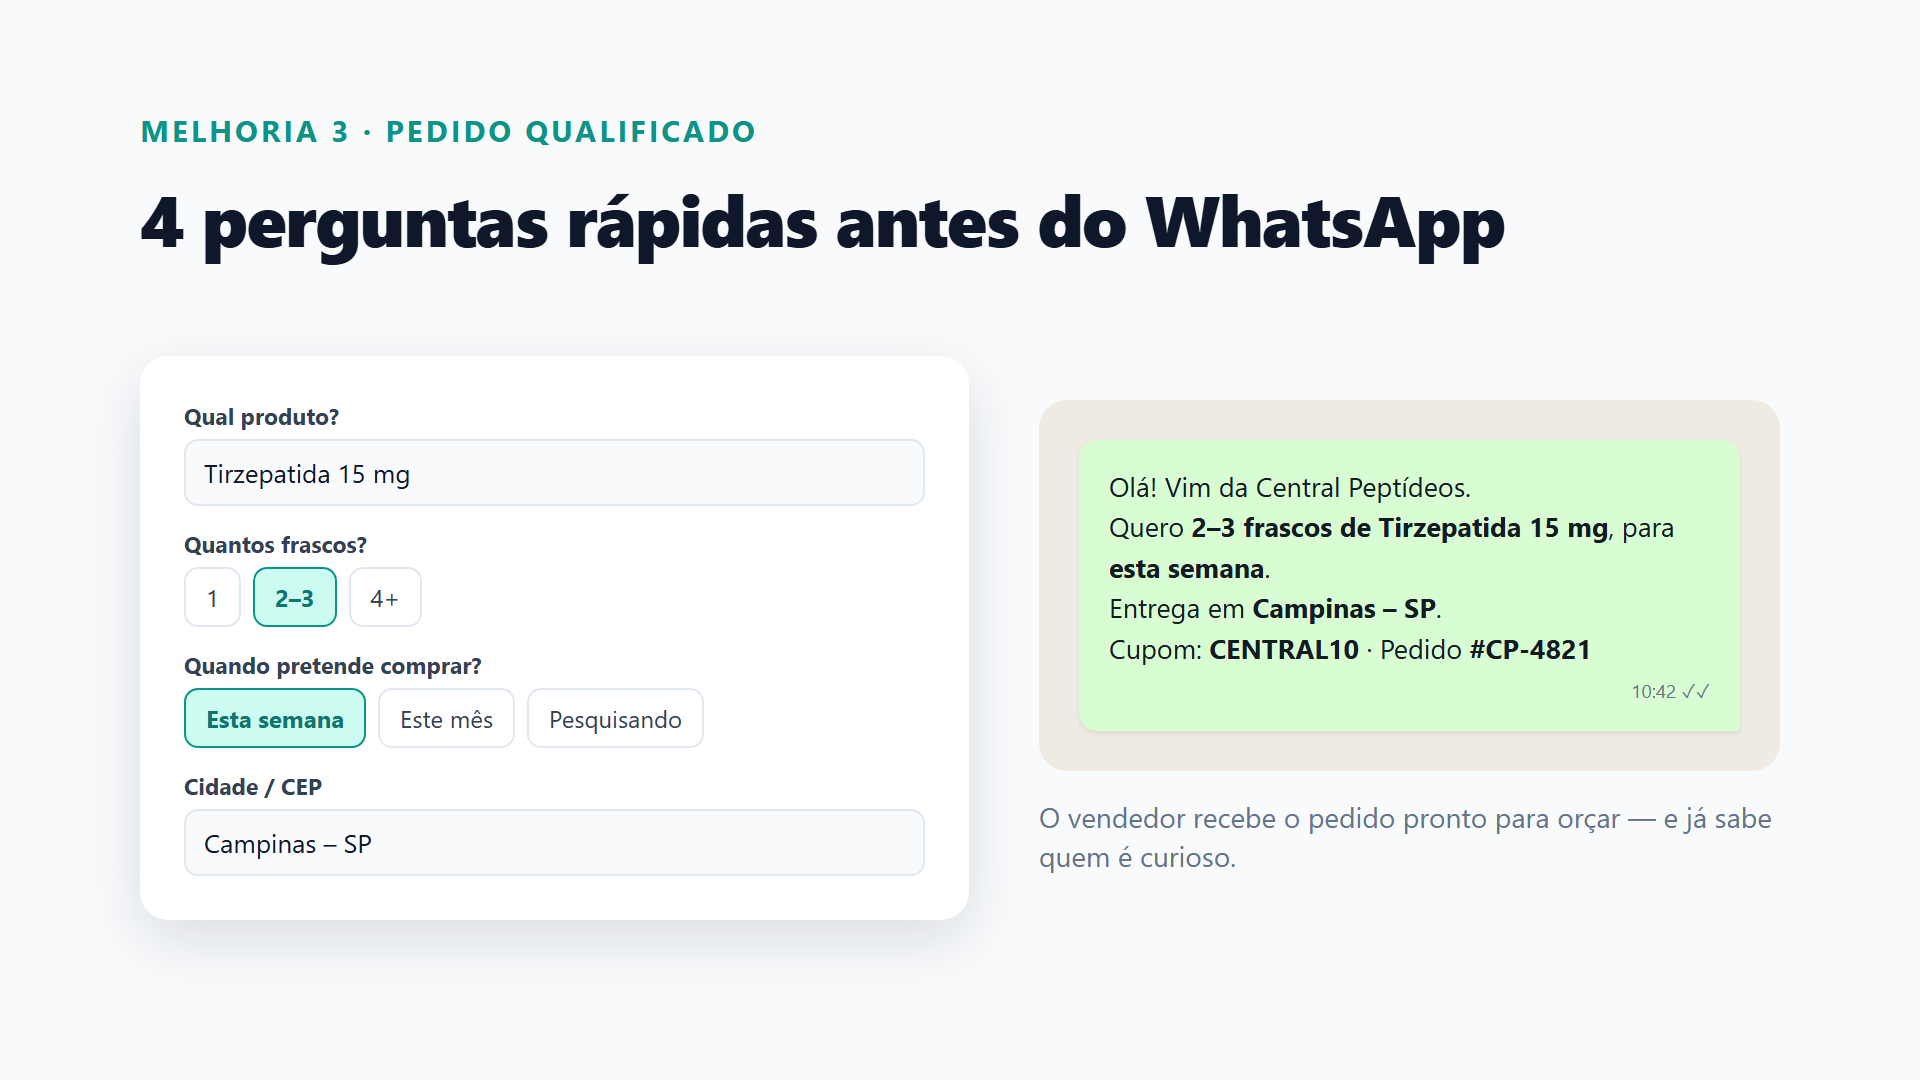 MELHORIA 3 · PEDIDO QUALIFICADO
4 perguntas rápidas antes do WhatsApp
Qual produto?
Tirzepatida 15 mg
Quantos frascos?
1
2–3
4+
Quando pretende comprar?
Esta semana
Este mês
Pesquisando
Cidade / CEP
Campinas – SP
Olá! Vim da Central Peptídeos.
Quero 2–3 frascos de Tirzepatida 15 mg, para
esta semana.
Entrega em Campinas – SP.
Cupom: CENTRAL10 · Pedido #CP-4821
10:42 ✓✓
O vendedor recebe o pedido pronto para orçar — e já sabe
quem é curioso.